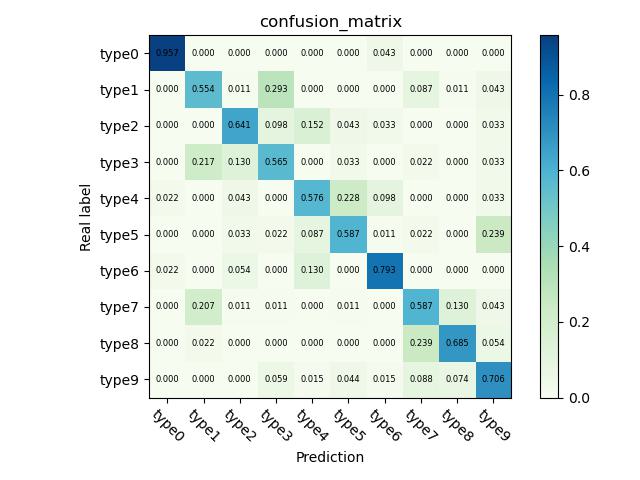 confusion_matrix
type0 0.957 0.000 0.000 0.000 0.000 0.000 0.043 0.000 0.000 0.000
type1 0.000 0.554 0.011 0.293 0.000 0.000 0.000 0.087 0.011 0.043
0.8
type2 0.000 0.000 0.641 0.098 0.152 0.043 0.033 0.000 0.000 0.033
type3 0.000 0.217 0.130 0.565 0.000 0.033 0.000 0.022 0.000 0.033
0.6
type4 0.022 0.000 0.043 0.000 0.576 0.228 0.098 0.000 0.000 0.033
Real label
type5 0.000 0.000 0.033 0.022 0.087 0.587 0.011 0.022 0.000 0.239
0.4
type6 0.022 0.000 0.054 0.130 0.000 0.793 0.000 0.000 0.000
type7 0.000 0.207 0.011 0.011 0.000 0.011 0.000 0.587 0.130 0.043
0.2
type8 0.000 0.022 0.000 0.000 0.000 0.000 0.000 0.239 0.685 0.054
type9 0.000 0.000 0.000 0.059 0.015 0.044 0.015 0.088 0.074 0.706
0.0
type0 type1 type2 type3 type4 type5 type6 type7 type8 type9
Prediction